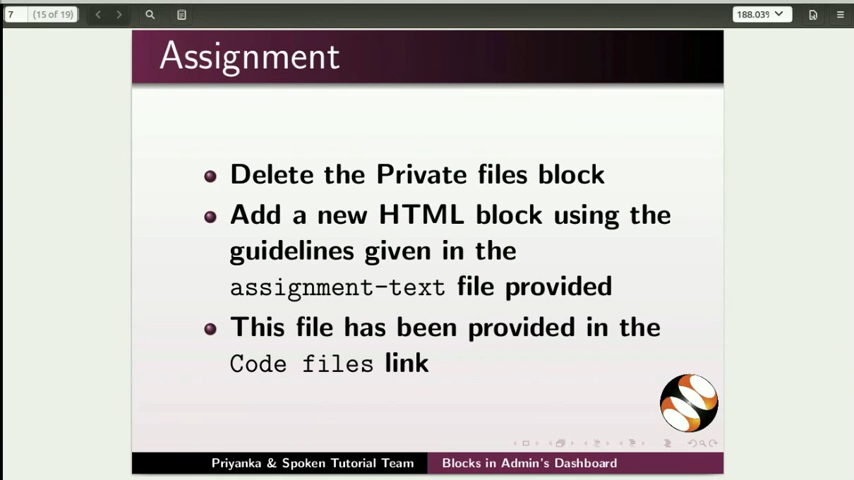 7 (15 of 19) 188.03%
Assignment
Delete the Private files block
Add a new HTML block using the
guidelines given in the
assignment-text file provided
This file has been provided in the
Code files link
Priyanka & Spoken Tutorial Team Blocks in Admin's Dashboard